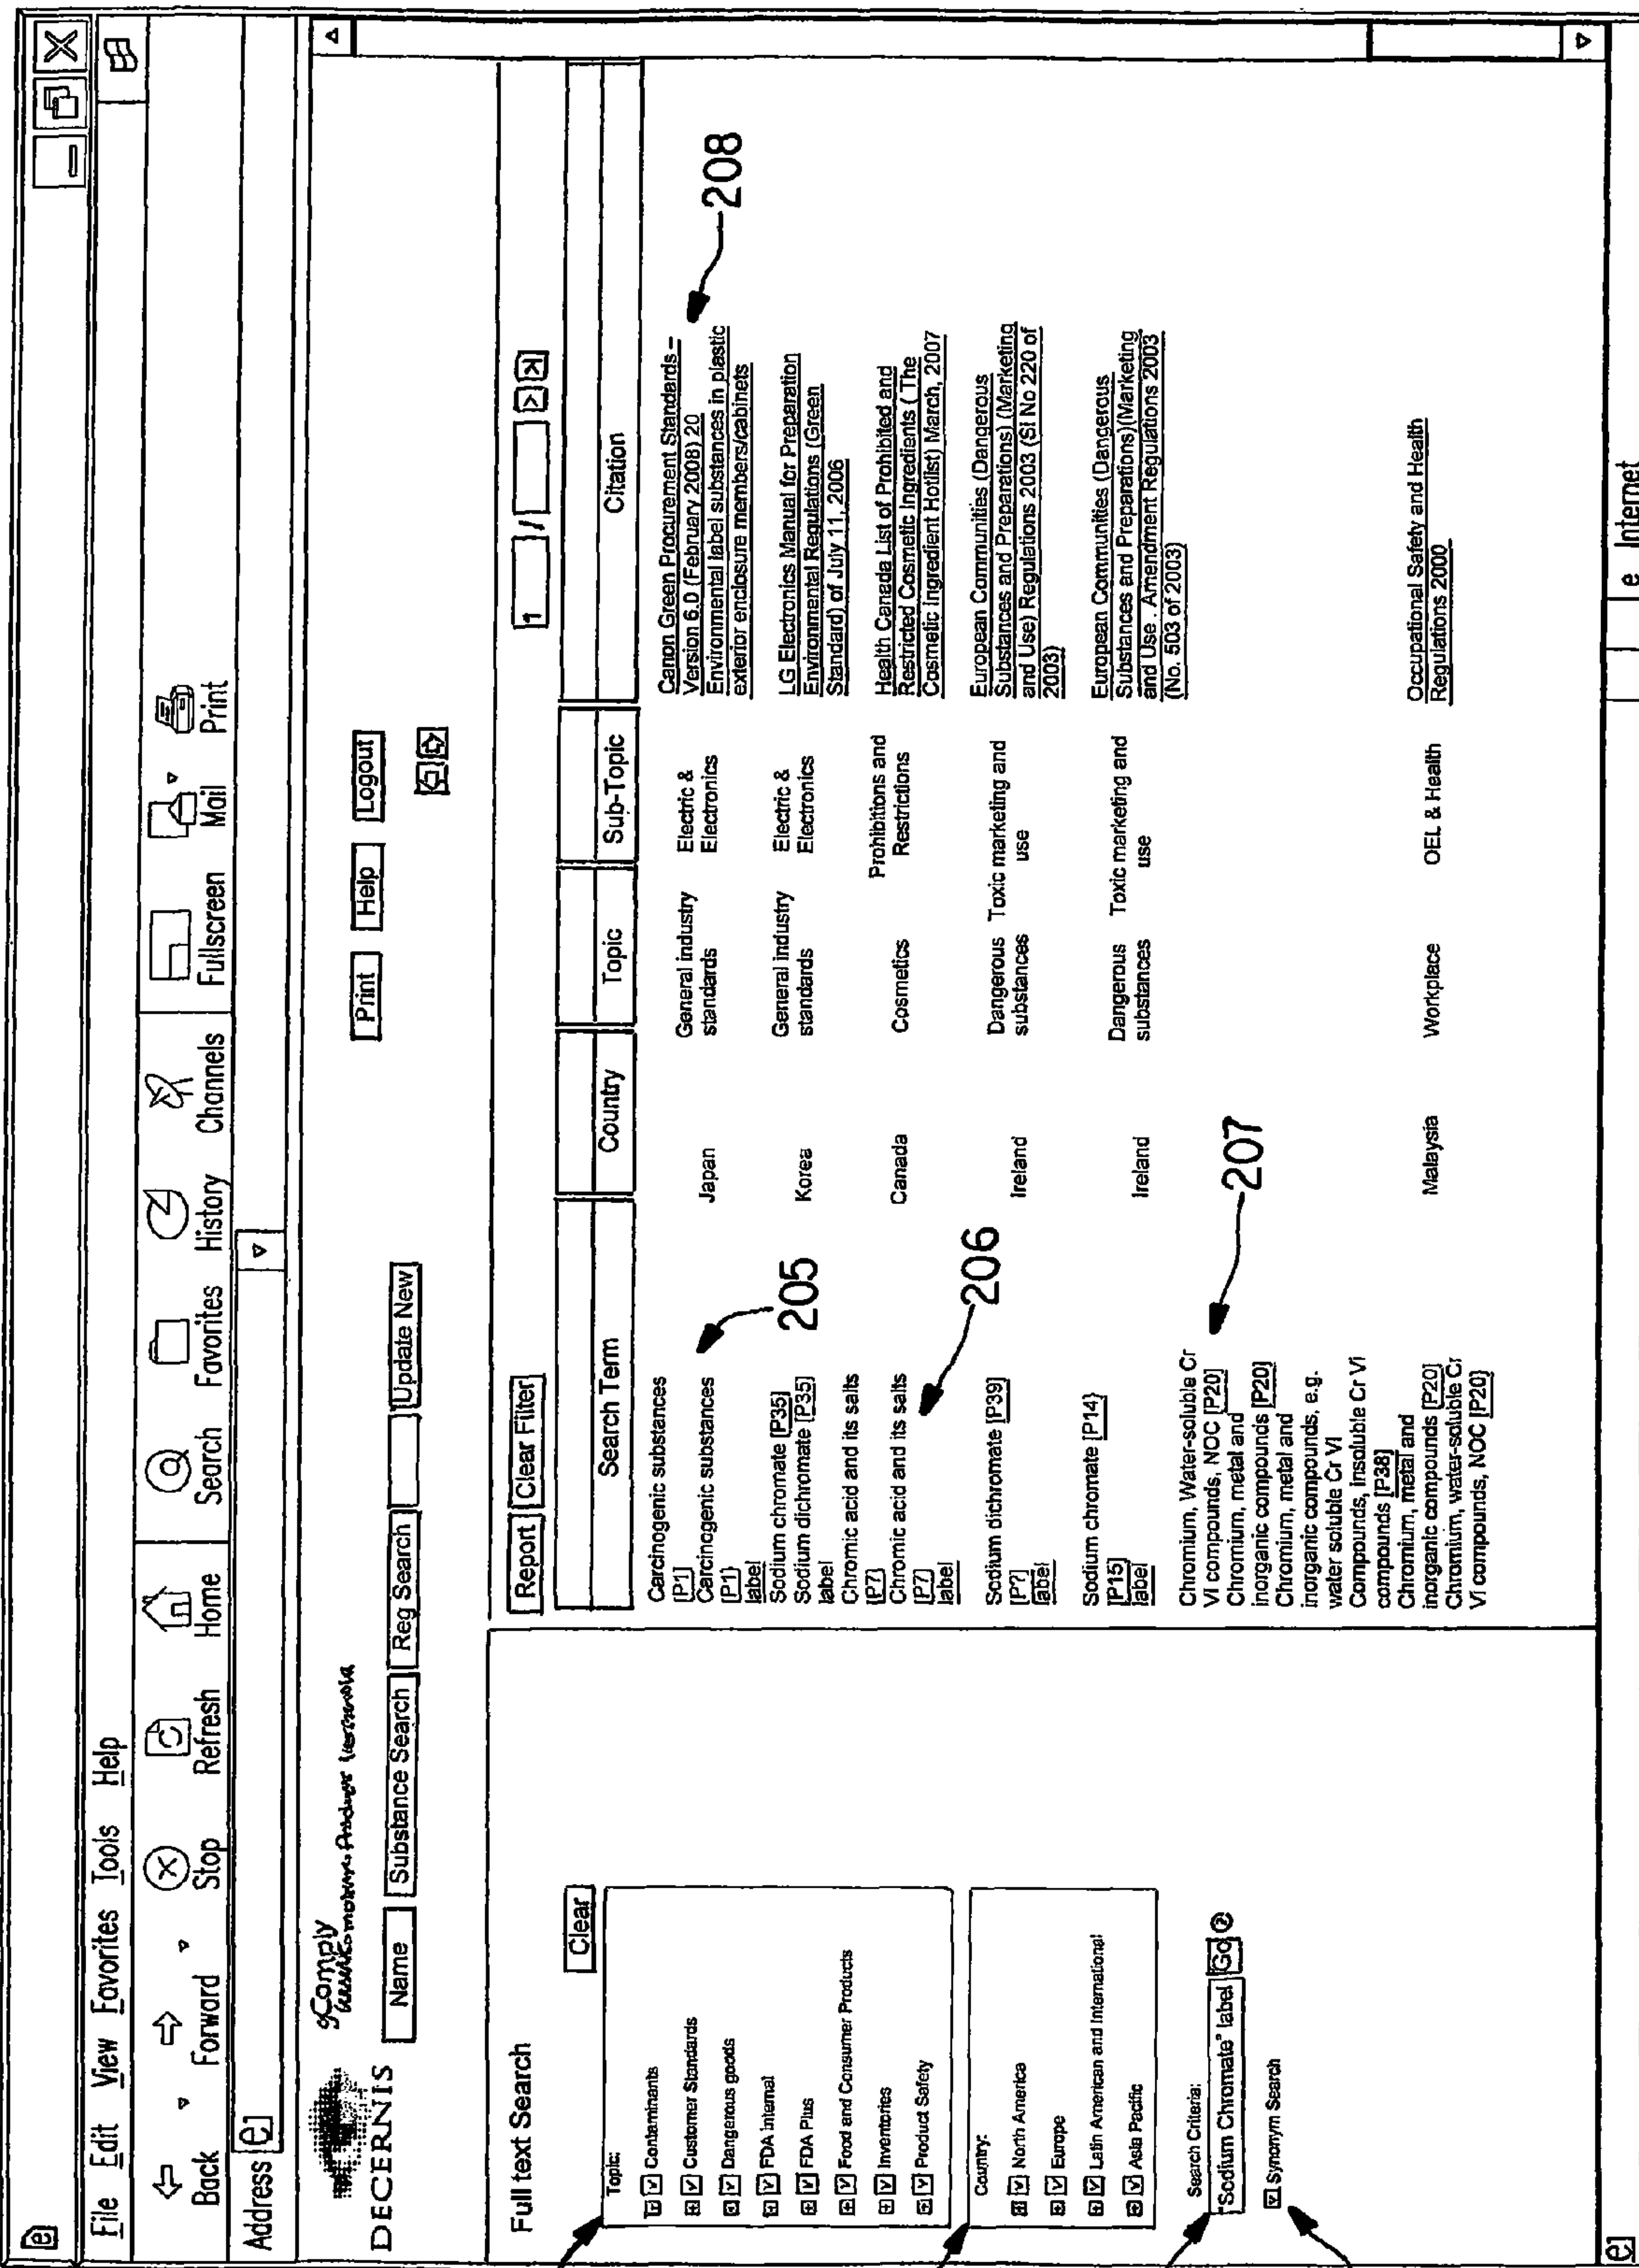 File Edit View Favorites Tools Help
Back Forward Stop Refresh Home Search Favorites History Channels Fullscreen Mail Print
Address
DECERNIS
gComply
Print Help Logout
Name Substance Search Reg Search Update New
Full text Search
Clear
Topic:
Contaminants
Customer Standards
Dangerous goods
FDA internal
FDA Plus
Food and Consumer Products
Inventories
Product Safety
Country:
North America
Europe
Latin American and International
Asia Pacific
Search Criteria:
"Sodium Chromate" label Go ?
Synonym Search
Report Clear Filter
1 /
Search Term Country Topic Sub-Topic Citation
Carcinogenic substances
[P1]
Carcinogenic substances
[P1}
label
Japan
General industry
standards
Electric &
Electronics
Canon Green Procurement Standards –
Version 6.0 (February 2008) 20
Environmental label substances in plastic
exterior enclosure members/cabinets
208
205
Sodium chromate [P35]
Sodium dichromate [P35]
label
Korea
General industry
standards
Electric &
Electronics
LG Electronics Manual for Preparation
Environmental Regulations (Green
Standard) of July 11, 2006
Chromic acid and its salts
[P7]
Chromic acid and its salts
[P7]
label
Canada
Cosmetics
Prohibitions and
Restrictions
Health Canada List of Prohibited and
Restricted Cosmetic Ingredients ( The
Cosmetic Ingredient Hotlist) March, 2007
206
Sodium dichromate [P39]
[P7]
label
Ireland
Dangerous
substances
Toxic marketing and
use
European Communities (Dangerous
Substances and Preparations) (Marketing
and Use) Regulations 2003 (SI No 220 of
2003)
Sodium chromate [P14}
[P15]
label
Ireland
Dangerous
substances
Toxic marketing and
use
European Communities (Dangerous
Substances and Preparations)(Marketing
and Use . Amendment Regulations 2003
(No. 503 of 2003)
207
Chromium, Water-soluble Cr
VI compounds, NOC [P20]
Chromium, metal and
inorganic compounds [P20]
Chromium, metal and
inorganic compounds, e.g.
water soluble Cr VI
Compounds, insoluble Cr VI
compounds [P38]
Chromium, metal and
inorganic compounds [P20]
Chromium, water-soluble Cr
VI compounds, NOC [P20]
Malaysia
Workplace
OEL & Health
Occupational Safety and Health
Regulations 2000
e Internet